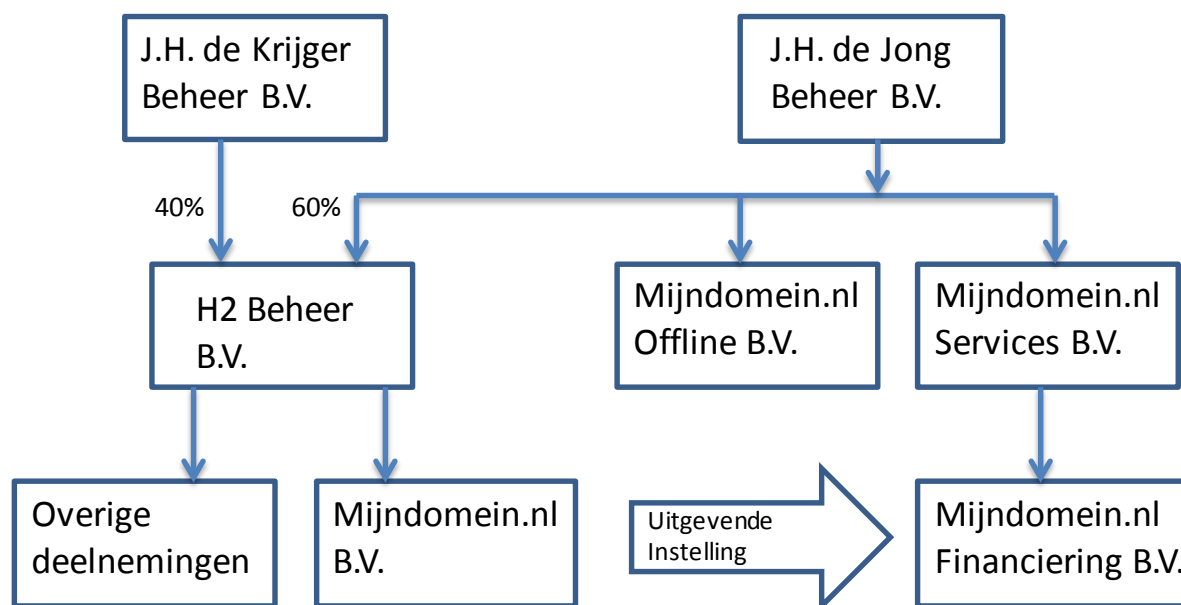 J.H. de Krijger
Beheer B.V.
J.H. de Jong
Beheer B.V.
40%
60%
H2 Beheer
B.V.
Mijndomein.nl
Offline B.V.
Mijndomein.nl
Services B.V.
Overige
deelnemingen
Mijndomein.nl
B.V.
Uitgevende
Instelling
Mijndomein.nl
Financiering B.V.